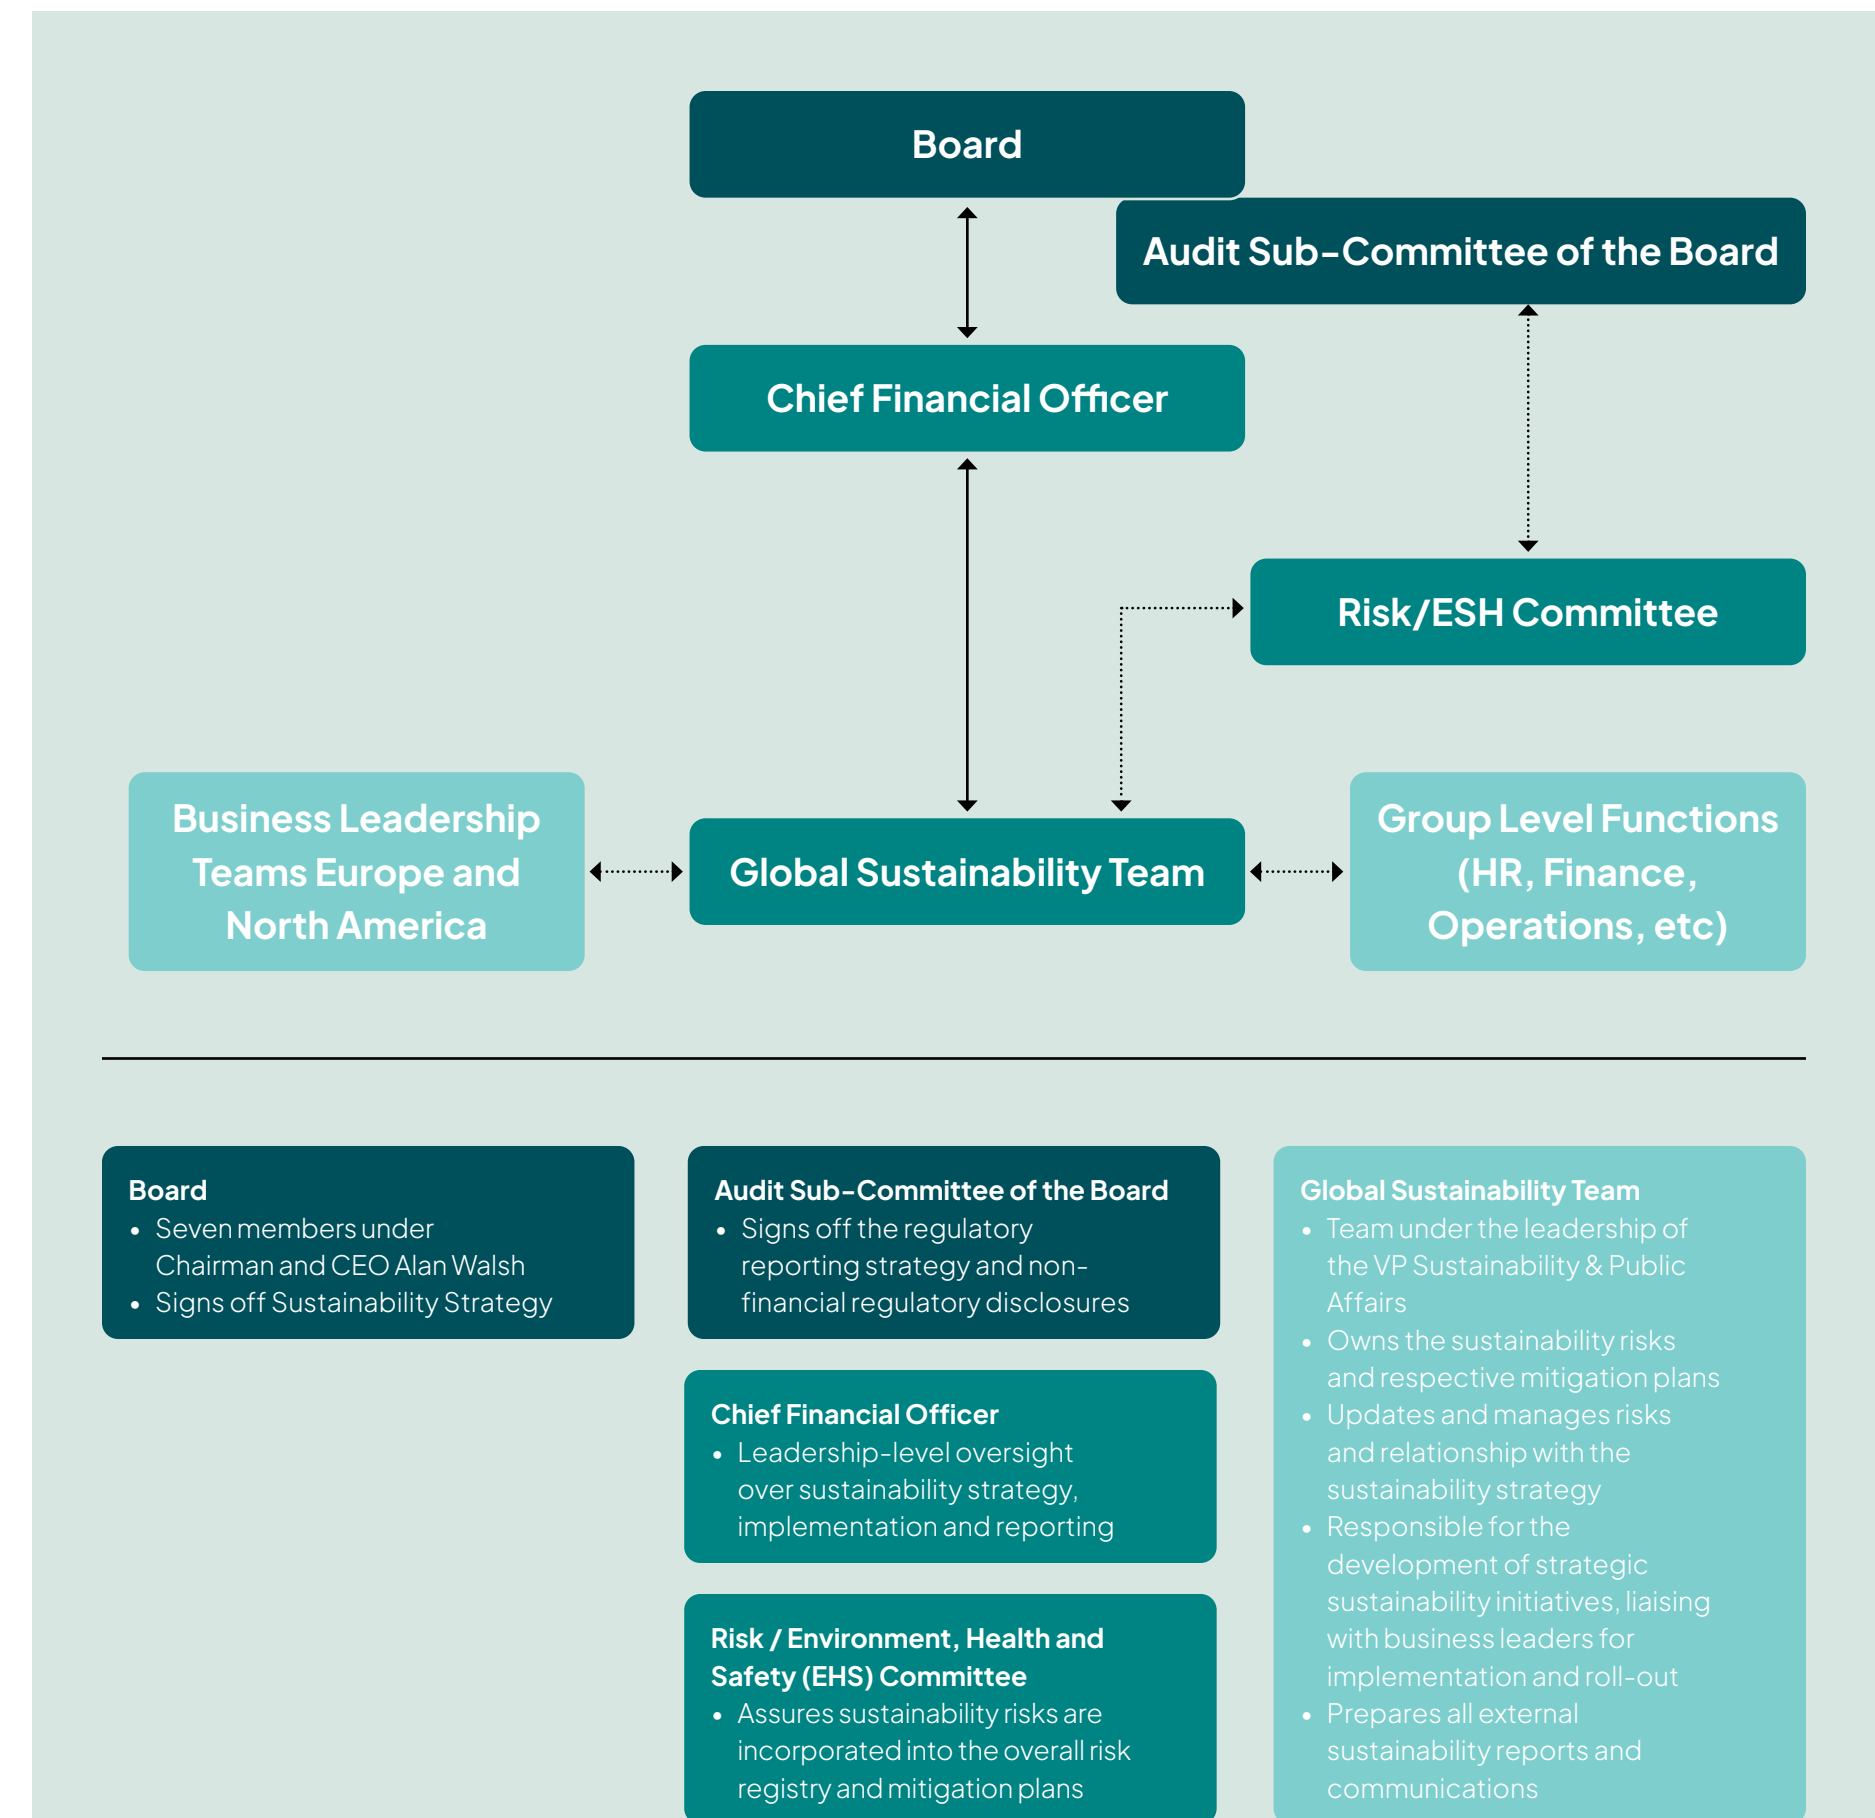 Board
Audit Sub-Committee of the Board
Chief Financial Officer
Risk/ESH Committee
Business Leadership
Teams Europe and
North America
Global Sustainability Team
Group Level Functions
(HR, Finance,
Operations, etc)
Board
• Seven members under
Chairman and CEO Alan Walsh
• Signs off Sustainability Strategy
Audit Sub-Committee of the Board
• Signs off the regulatory
reporting strategy and non-
financial regulatory disclosures
Chief Financial Officer
• Leadership-level oversight
over sustainability strategy,
implementation and reporting
Risk / Environment, Health and
Safety (EHS) Committee
• Assures sustainability risks are
incorporated into the overall risk
registry and mitigation plans
Global Sustainability Team
• Team under the leadership of
the VP Sustainability & Public
Affairs
• Owns the sustainability risks
and respective mitigation plans
• Updates and manages risks
and relationship with the
sustainability strategy
• Responsible for the
development of strategic
sustainability initiatives, liaising
with business leaders for
implementation and roll-out
• Prepares all external
sustainability reports and
communications